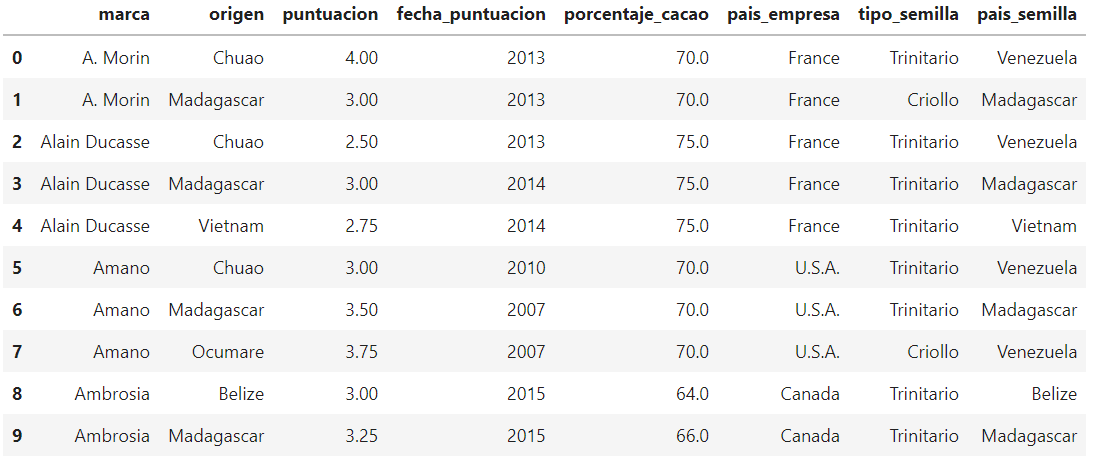 marca origen puntuacion fecha_puntuacion porcentaje_cacao pais_empresa tipo_semilla pais_semilla
0 A. Morin Chuao 4.00 2013 70.0 France Trinitario Venezuela
1 A. Morin Madagascar 3.00 2013 70.0 France Criollo Madagascar
2 Alain Ducasse Chuao 2.50 2013 75.0 France Trinitario Venezuela
3 Alain Ducasse Madagascar 3.00 2014 75.0 France Trinitario Madagascar
4 Alain Ducasse Vietnam 2.75 2014 75.0 France Trinitario Vietnam
5 Amano Chuao 3.00 2010 70.0 U.S.A. Trinitario Venezuela
6 Amano Madagascar 3.50 2007 70.0 U.S.A. Trinitario Madagascar
7 Amano Ocumare 3.75 2007 70.0 U.S.A. Criollo Venezuela
8 Ambrosia Belize 3.00 2015 64.0 Canada Trinitario Belize
9 Ambrosia Madagascar 3.25 2015 66.0 Canada Trinitario Madagascar